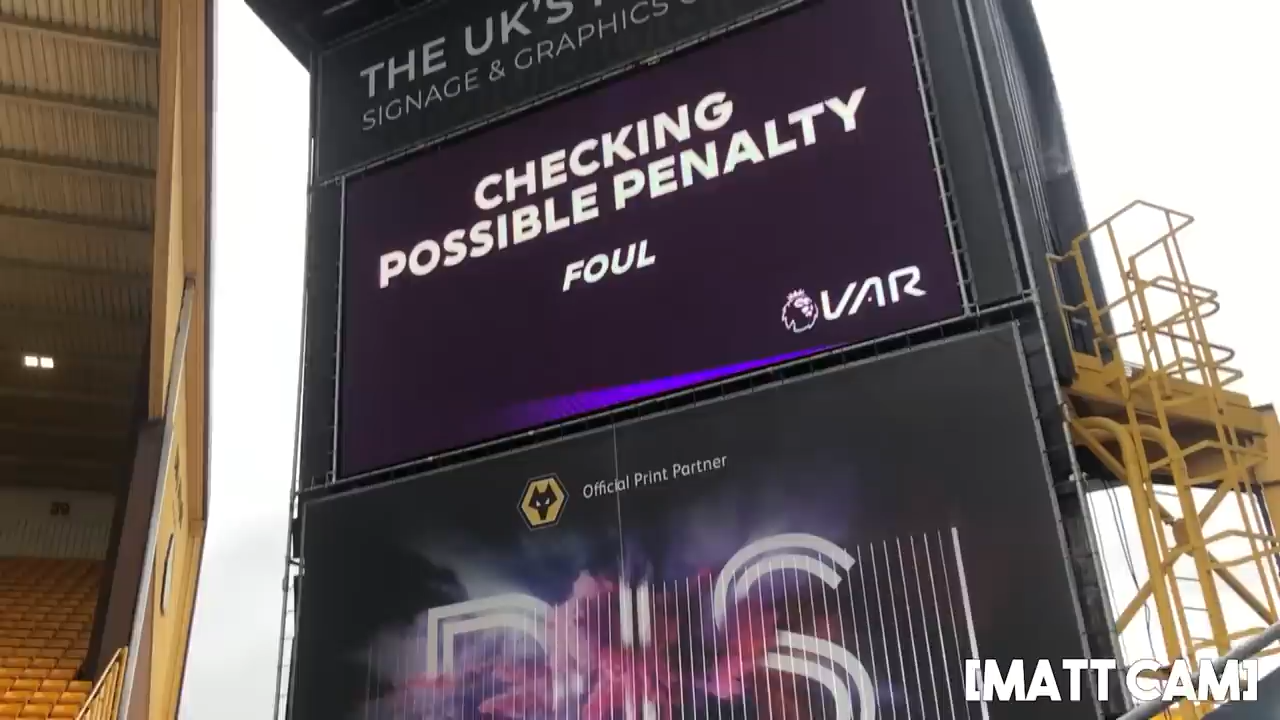 THE UK'S
SIGNAGE & GRAPHICS
CHECKING
POSSIBLE PENALTY
FOUL
VAR
Official Print Partner
[MATT CAM]